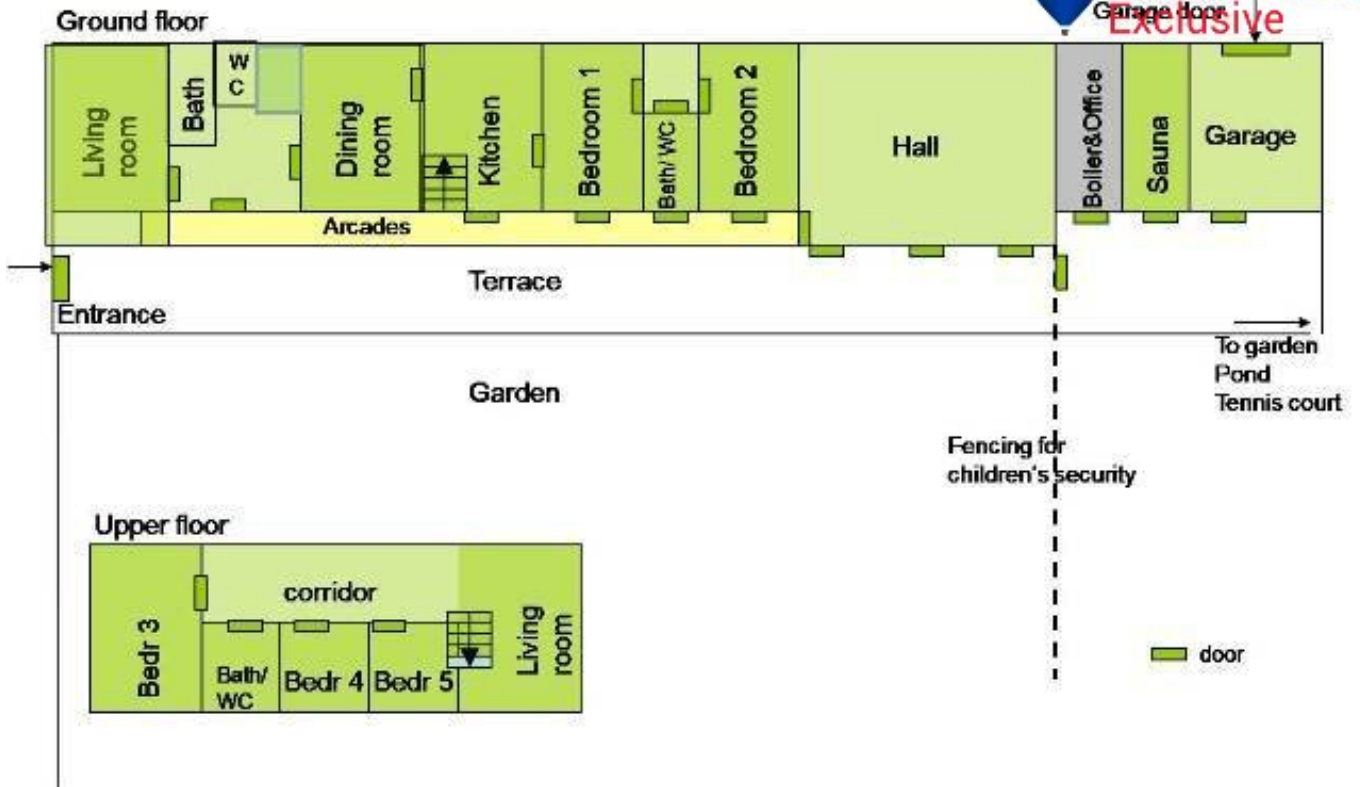 Ground floor
Garage door
Exclusive
Living
room
Bath
W
C
Dining
room
Kitchen
Bedroom 1
Bath/ WC
Bedroom 2
Hall
Boiler&Office
Sauna
Garage
Arcades
Terrace
Entrance
To garden
Pond
Tennis court
Garden
Fencing for
children's security
Upper floor
Bedr 3
corridor
Bath/
WC
Bedr 4
Bedr 5
Living
room
door